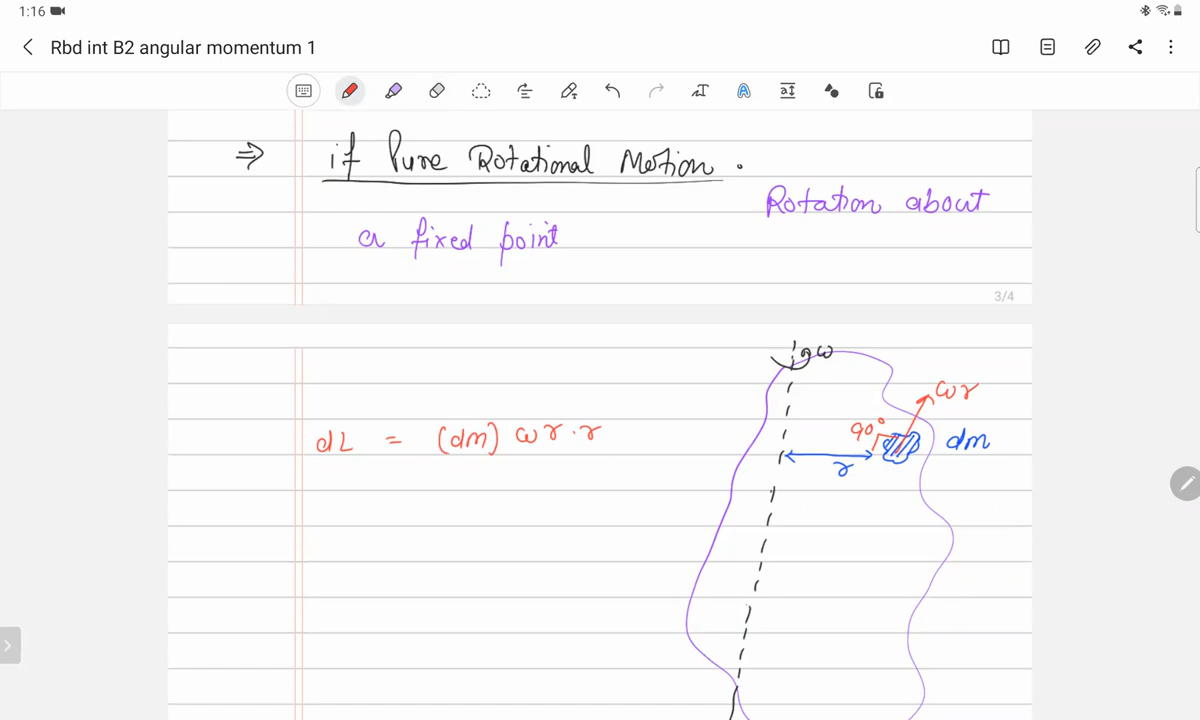 1:16
Rbd int B2 angular momentum 1
⇒ if Pure Rotational Motion.
Rotation about
a fixed point
3/4
ω
ωr
90°
dL = (dm) ωr·r
dm
r